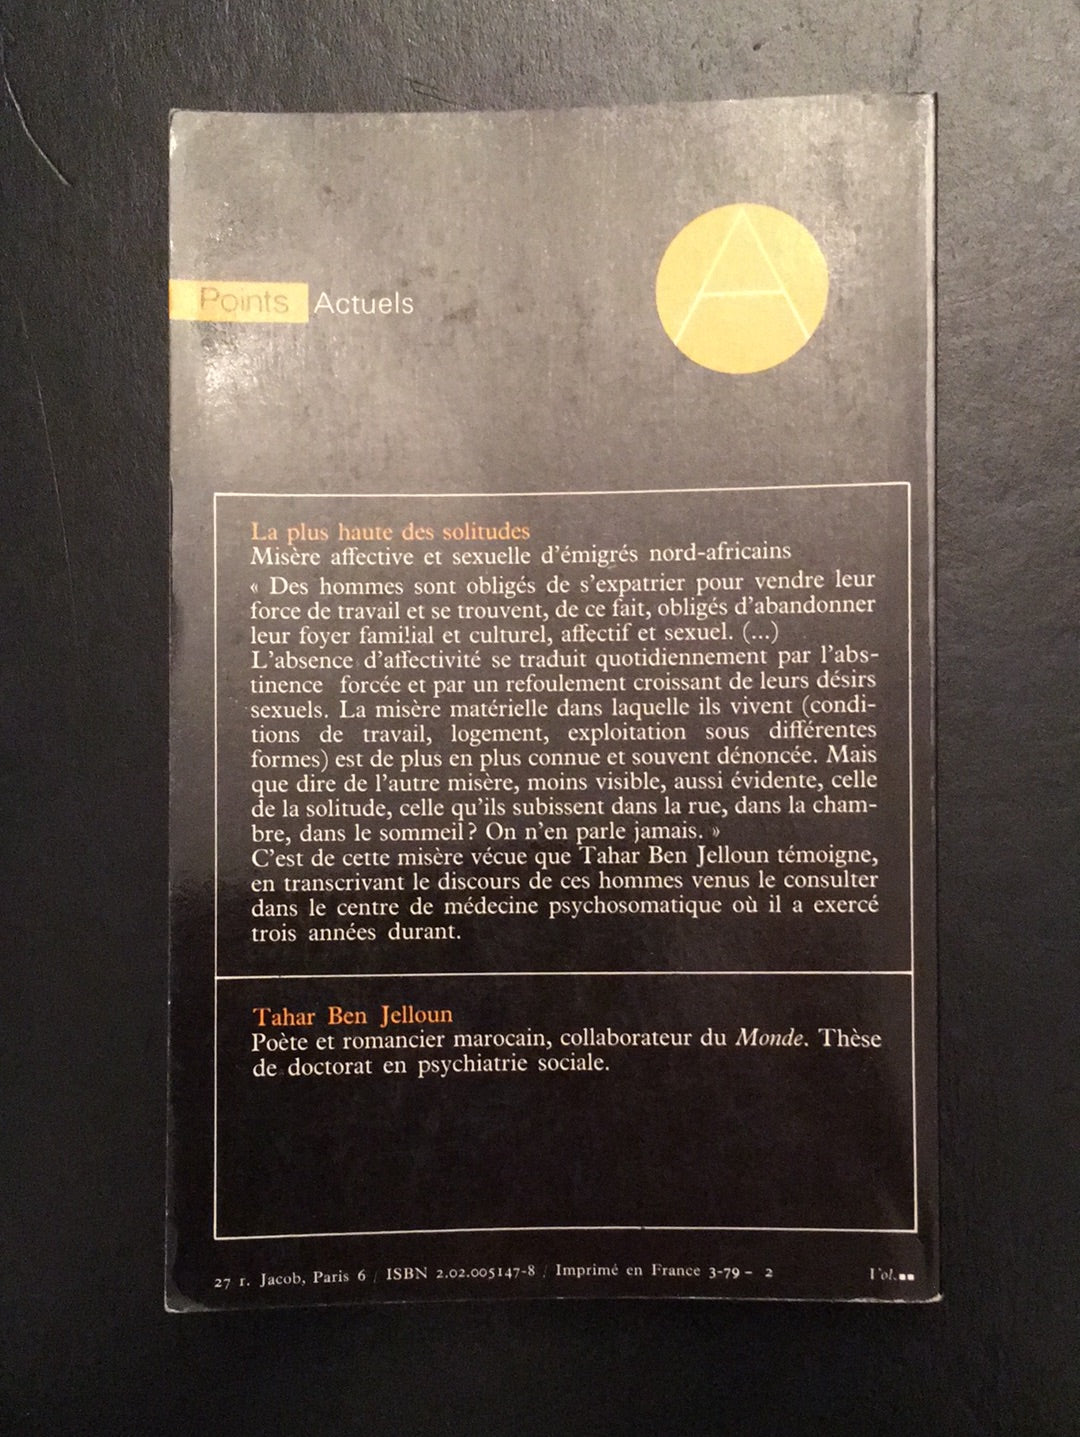 A
Points Actuels
La plus haute des solitudes
Misère affective et sexuelle d'émigrés nord-africains
« Des hommes sont obligés de s'expatrier pour vendre leur
force de travail et se trouvent, de ce fait, obligés d'abandonner
leur foyer familial et culturel, affectif et sexuel. (...)
L'absence d'affectivité se traduit quotidiennement par l'abs-
tinence forcée et par un refoulement croissant de leurs désirs
sexuels. La misère matérielle dans laquelle ils vivent (condi-
tions de travail, logement, exploitation sous différentes
formes) est de plus en plus connue et souvent dénoncée. Mais
que dire de l'autre misère, moins visible, aussi évidente, celle
de la solitude, celle qu'ils subissent dans la rue, dans la cham-
bre, dans le sommeil? On n'en parle jamais. »
C'est de cette misère vécue que Tahar Ben Jelloun témoigne,
en transcrivant le discours de ces hommes venus le consulter
dans le centre de médecine psychosomatique où il a exercé
trois années durant.
Tahar Ben Jelloun
Poète et romancier marocain, collaborateur du Monde. Thèse
de doctorat en psychiatrie sociale.
27 r. Jacob, Paris 6 / ISBN 2.02.005147-8 / Imprimé en France 3-79 - 2 Vol.▪▪